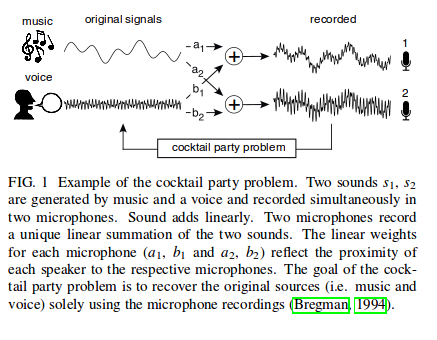 music
original signals
recorded
a1
1
a2
voice
b1
2
b2
cocktail party problem
FIG. 1 Example of the cocktail party problem. Two sounds s1, s2
are generated by music and a voice and recorded simultaneously in
two microphones. Sound adds linearly. Two microphones record
a unique linear summation of the two sounds. The linear weights
for each microphone (a1, b1 and a2, b2) reflect the proximity of
each speaker to the respective microphones. The goal of the cock-
tail party problem is to recover the original sources (i.e. music and
voice) solely using the microphone recordings (Bregman, 1994).